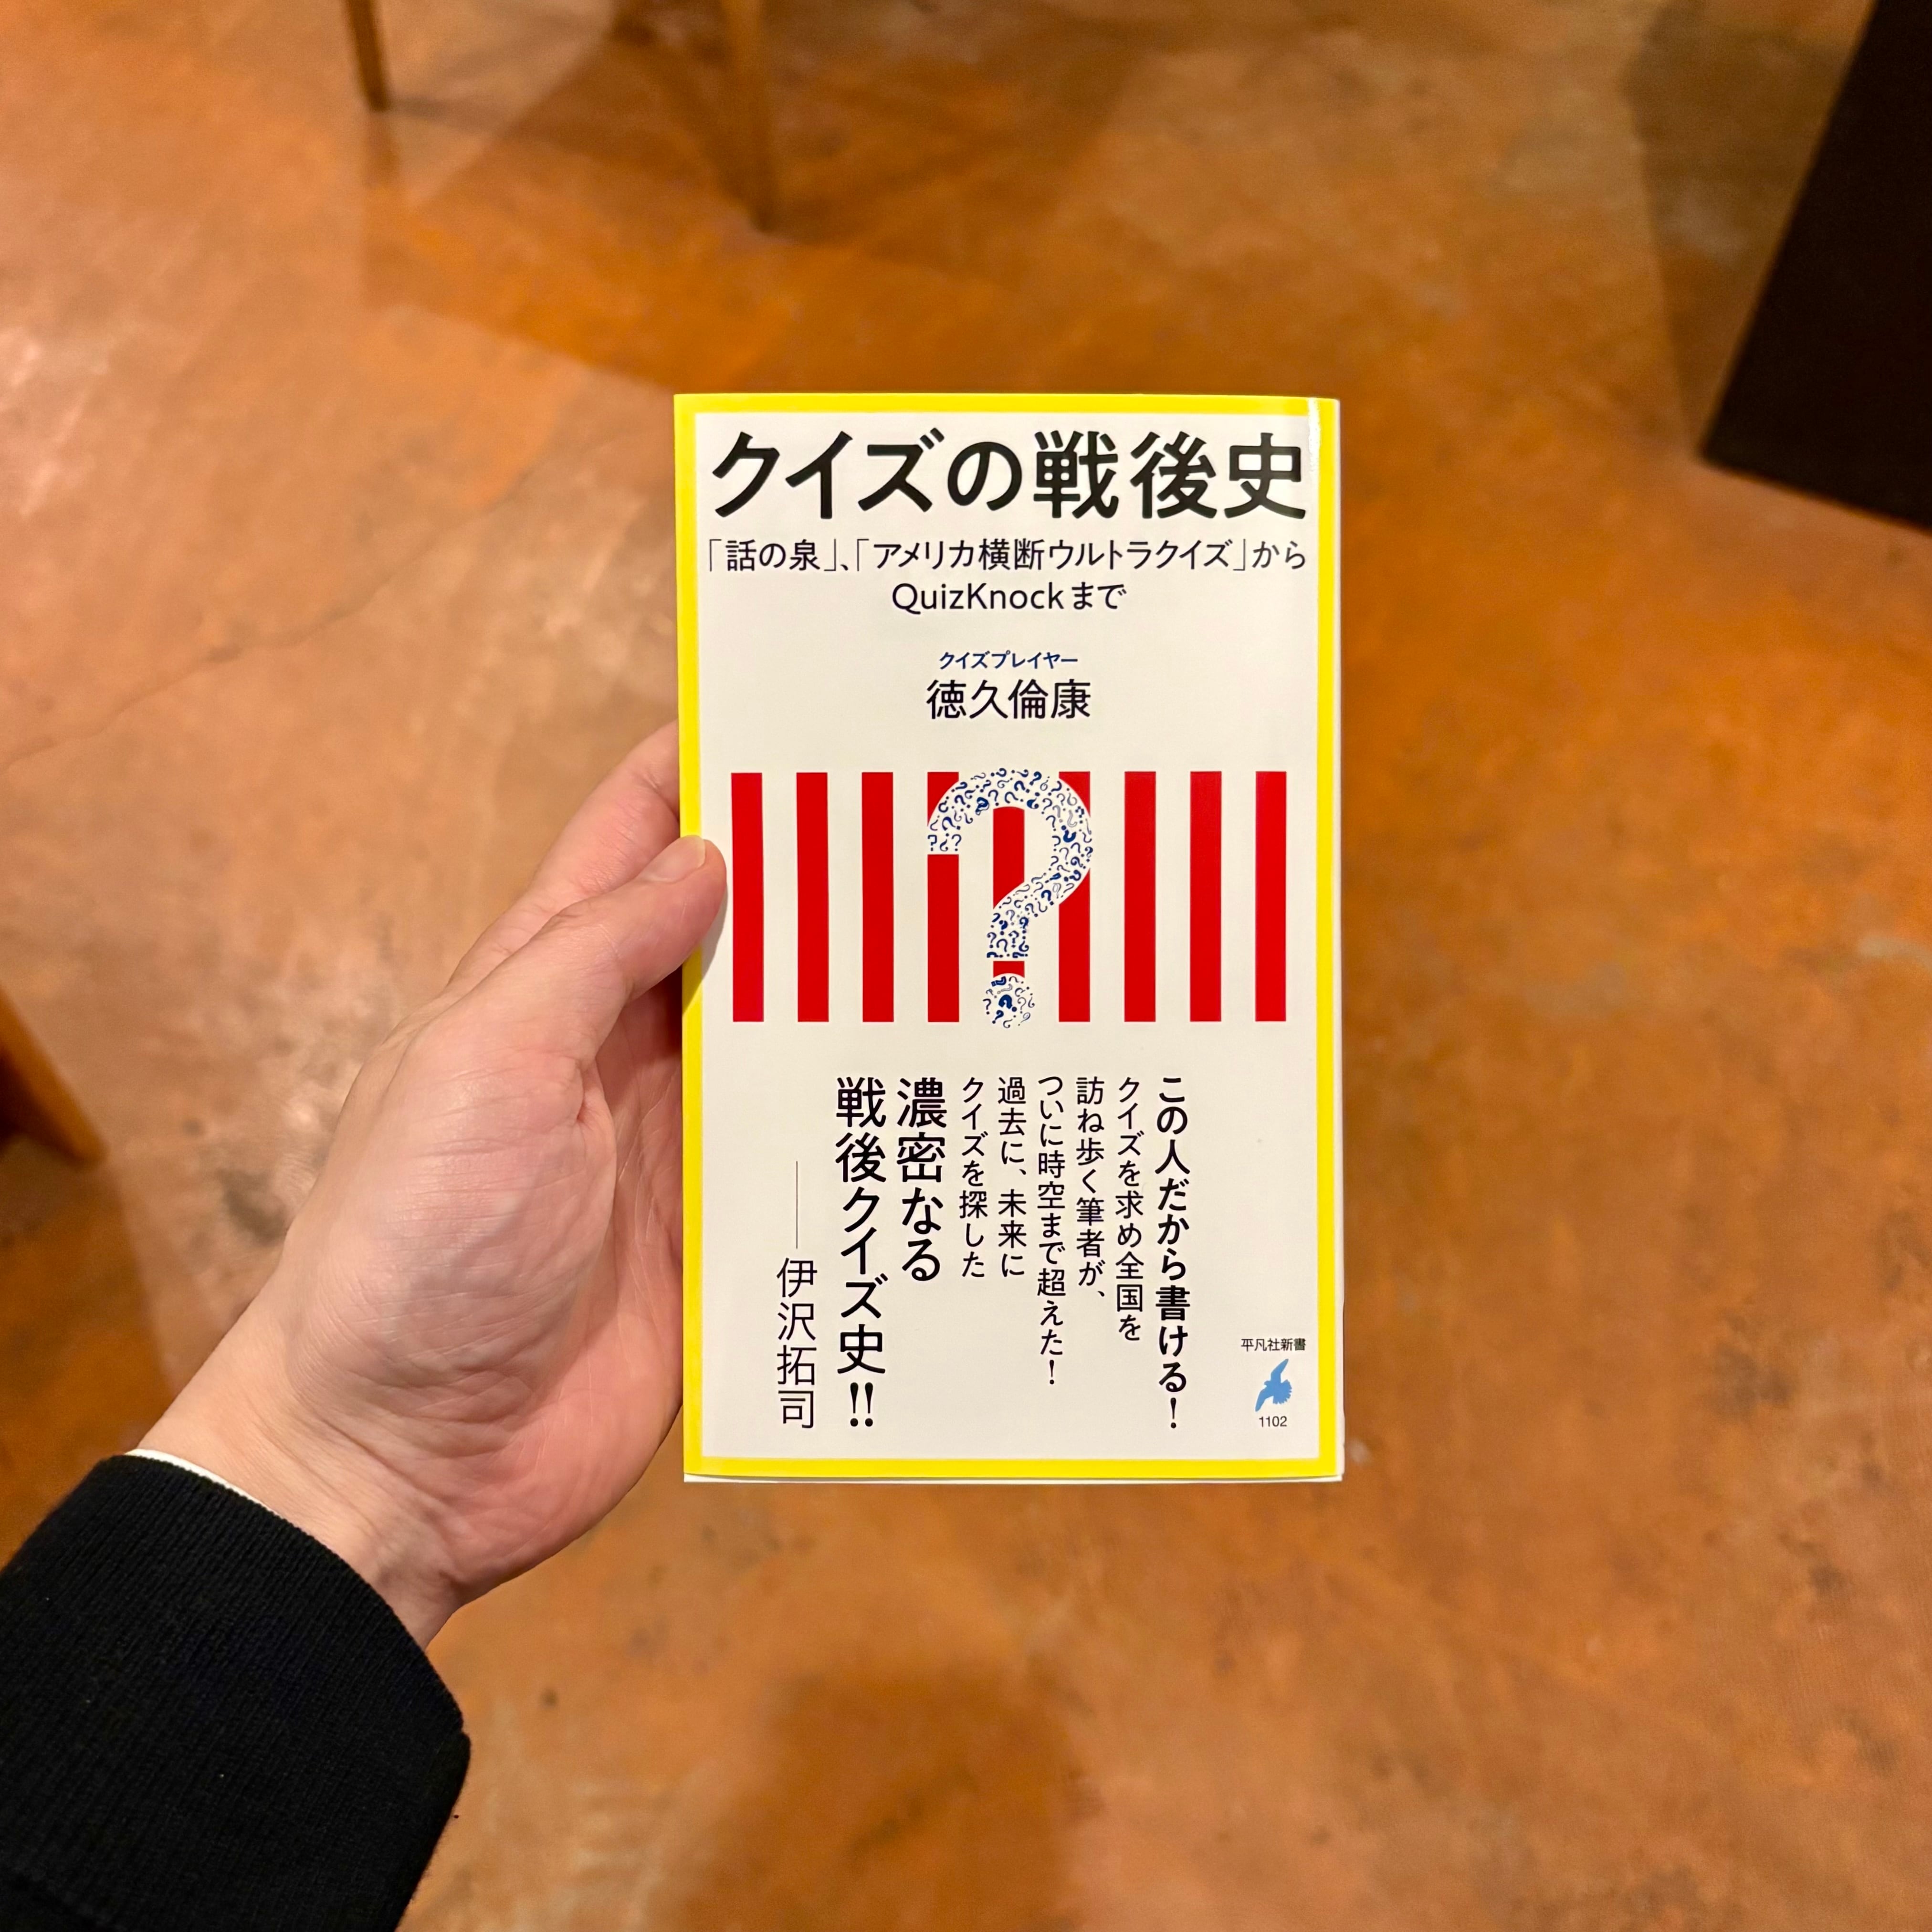 クイズの戦後史
「話の泉」、「アメリカ横断ウルトラクイズ」から
QuizKnockまで
クイズプレイヤー
徳久倫康
この人だから書ける!
クイズを求め全国を
訪ね歩く筆者が、
ついに時空まで超えた!
過去に、未来に
クイズを探した
濃密なる
戦後クイズ史!!
——伊沢拓司
平凡社新書
1102